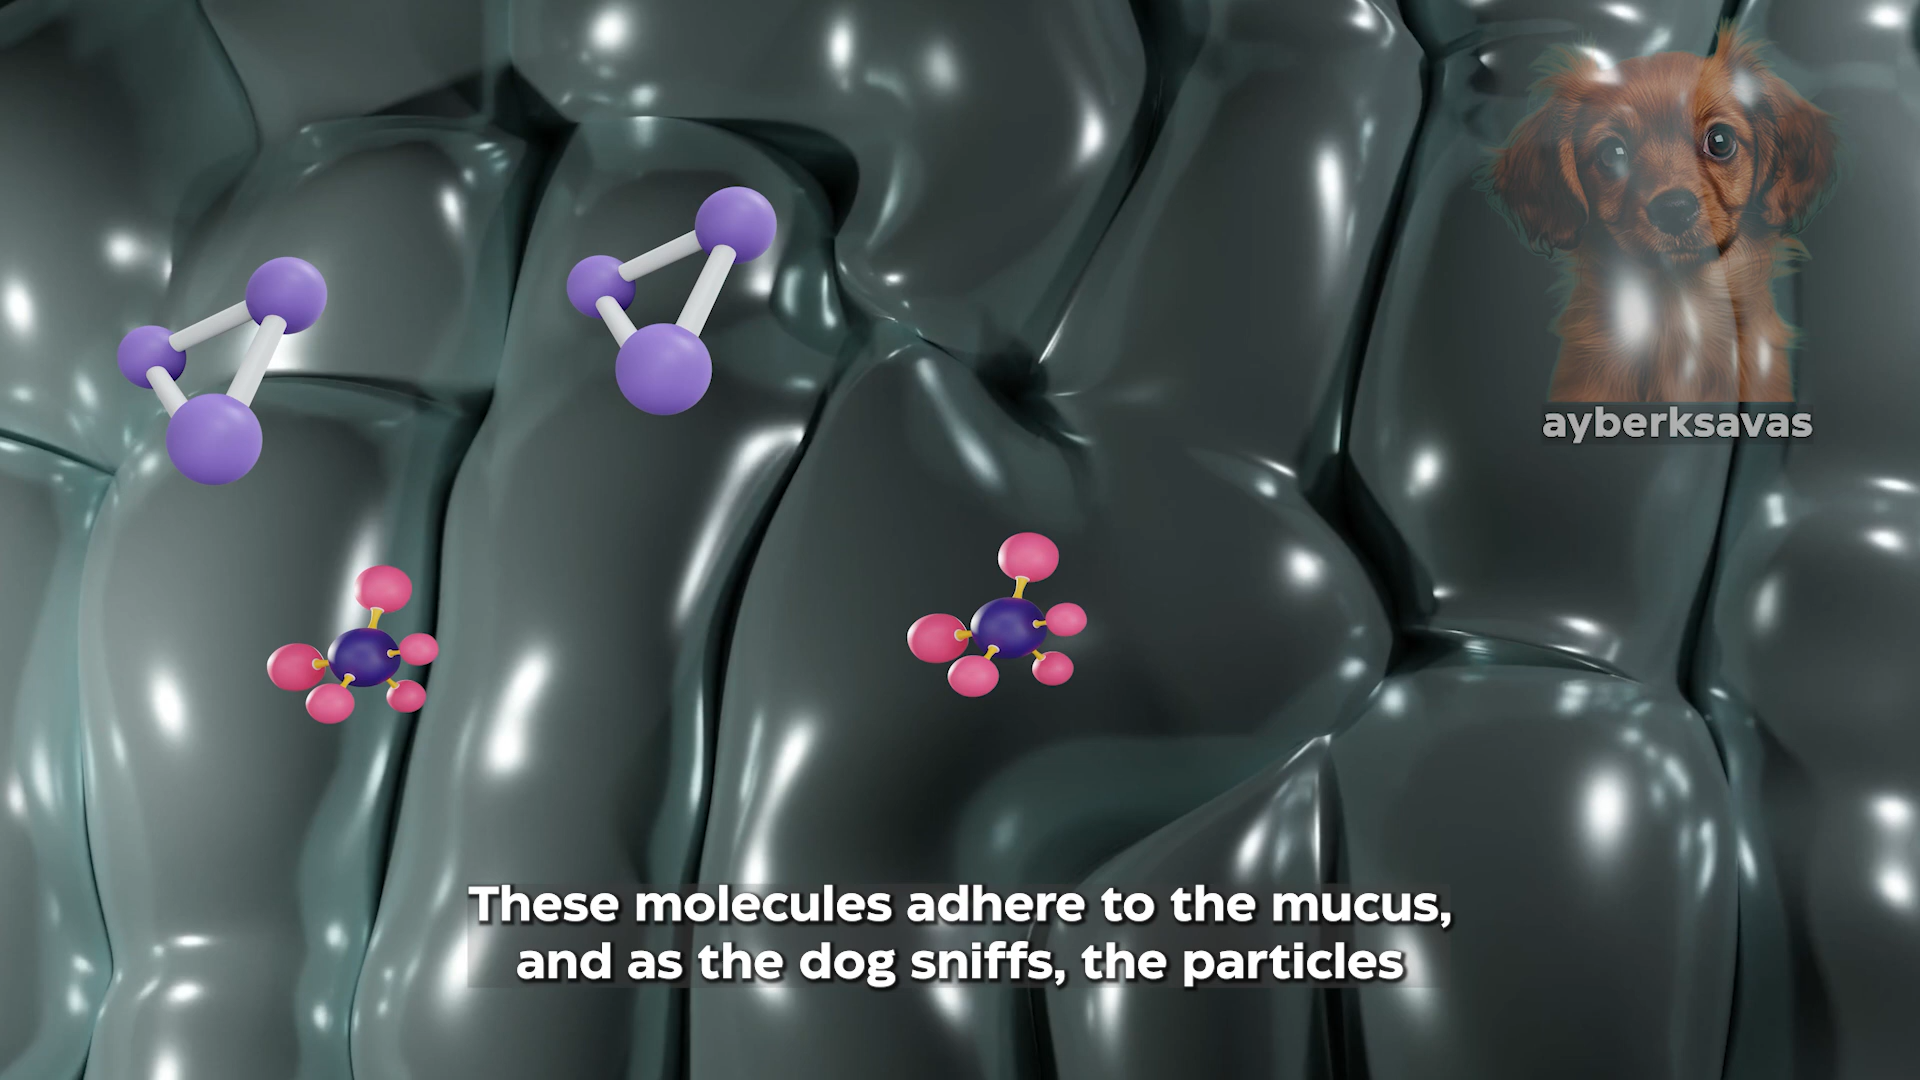 ayberksavas
These molecules adhere to the mucus,
and as the dog sniffs, the particles